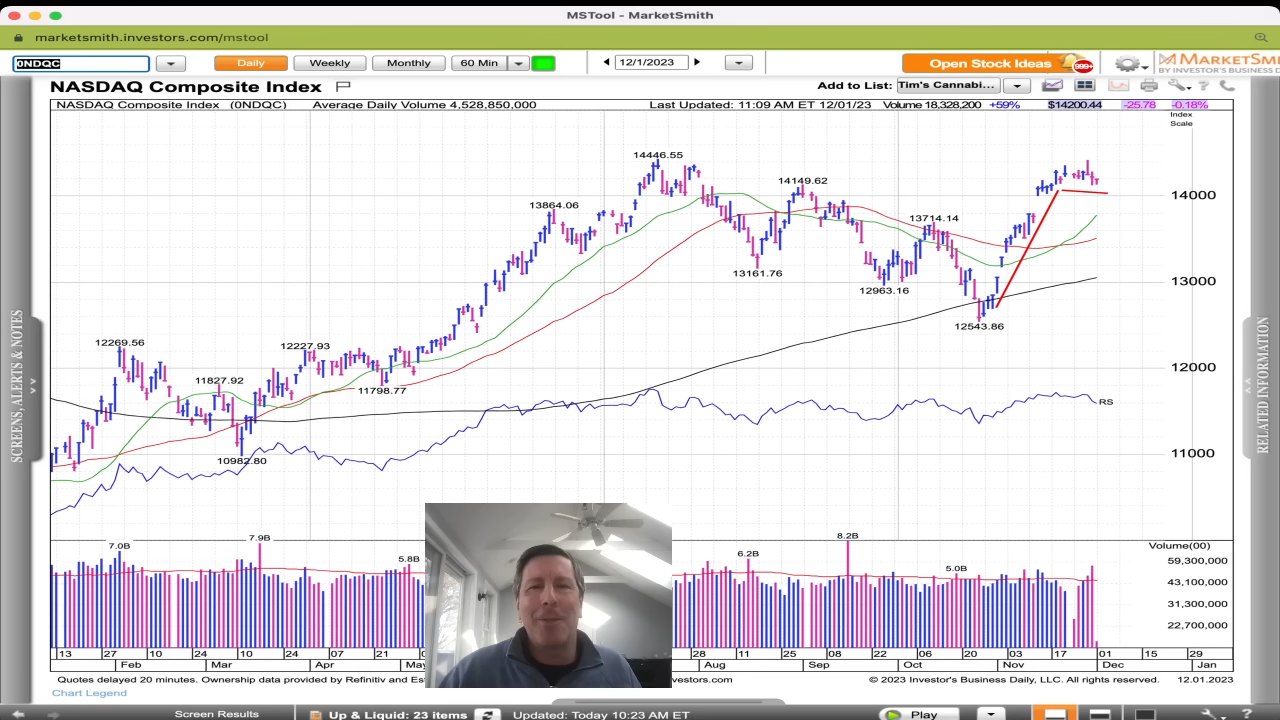 MSTool - MarketSmith
marketsmith.investors.com/mstool
0NDQC Daily Weekly Monthly 60 Min 12/1/2023 Open Stock Ideas 999+ MARKETSMI
BY INVESTOR'S BUSINESS DA
NASDAQ Composite Index Add to List: Tim's Cannabi...
NASDAQ Composite Index (0NDQC) Average Daily Volume 4,528,850,000 Last Updated: 11:09 AM ET 12/01/23 Volume 18,328,200 +59% $14200.44 -25.78 -0.18%
Index
Scale
14446.55
14149.62
14000
13864.06
13714.14
13161.76
13000
12963.16
12543.86
12269.56
12227.93
12000
11827.92
11798.77
RS
11000
10982.80
SCREENS, ALERTS & NOTES
RELATED INFORMATION
7.0B
7.9B
5.8B
6.2B
8.2B
5.0B
Volume(00)
59,300,000
43,100,000
31,300,000
22,700,000
13 27 10 24 10 24 07 21 05 28 11 25 08 22 06 20 03 17 01 15 29
Feb Mar Apr May Aug Sep Oct Nov Dec Jan
Quotes delayed 20 minutes. Ownership data provided by Refinitiv and Est vestors.com © 2023 Investor's Business Daily, LLC. All rights reserved. 12.01.2023
Chart Legend
Screen Results Up & Liquid: 23 items Updated: Today 10:23 AM ET Play